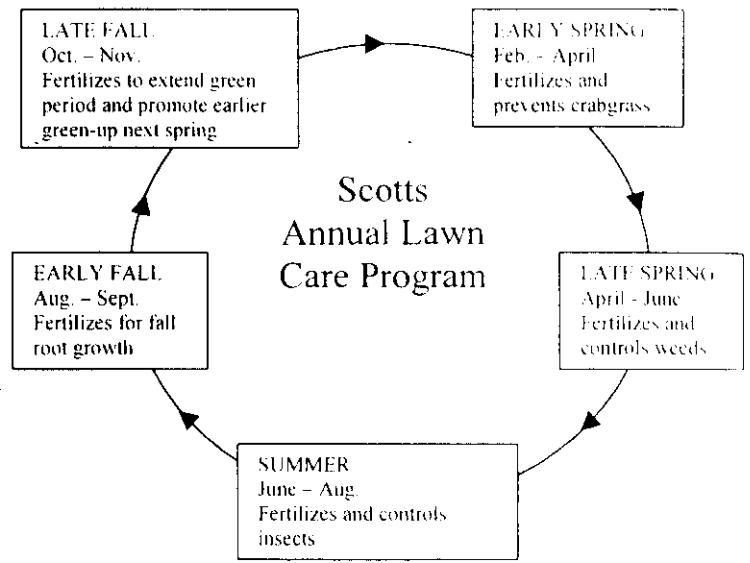 LATE FALL
Oct. – Nov.
Fertilizes to extend green
period and promote earlier
green-up next spring
EARLY SPRING
Feb. - April
Fertilizes and
prevents crabgrass
Scotts
Annual Lawn
Care Program
EARLY FALL
Aug. – Sept.
Fertilizes for fall
root growth
LATE SPRING
April - June
Fertilizes and
controls weeds
SUMMER
June – Aug.
Fertilizes and controls
insects